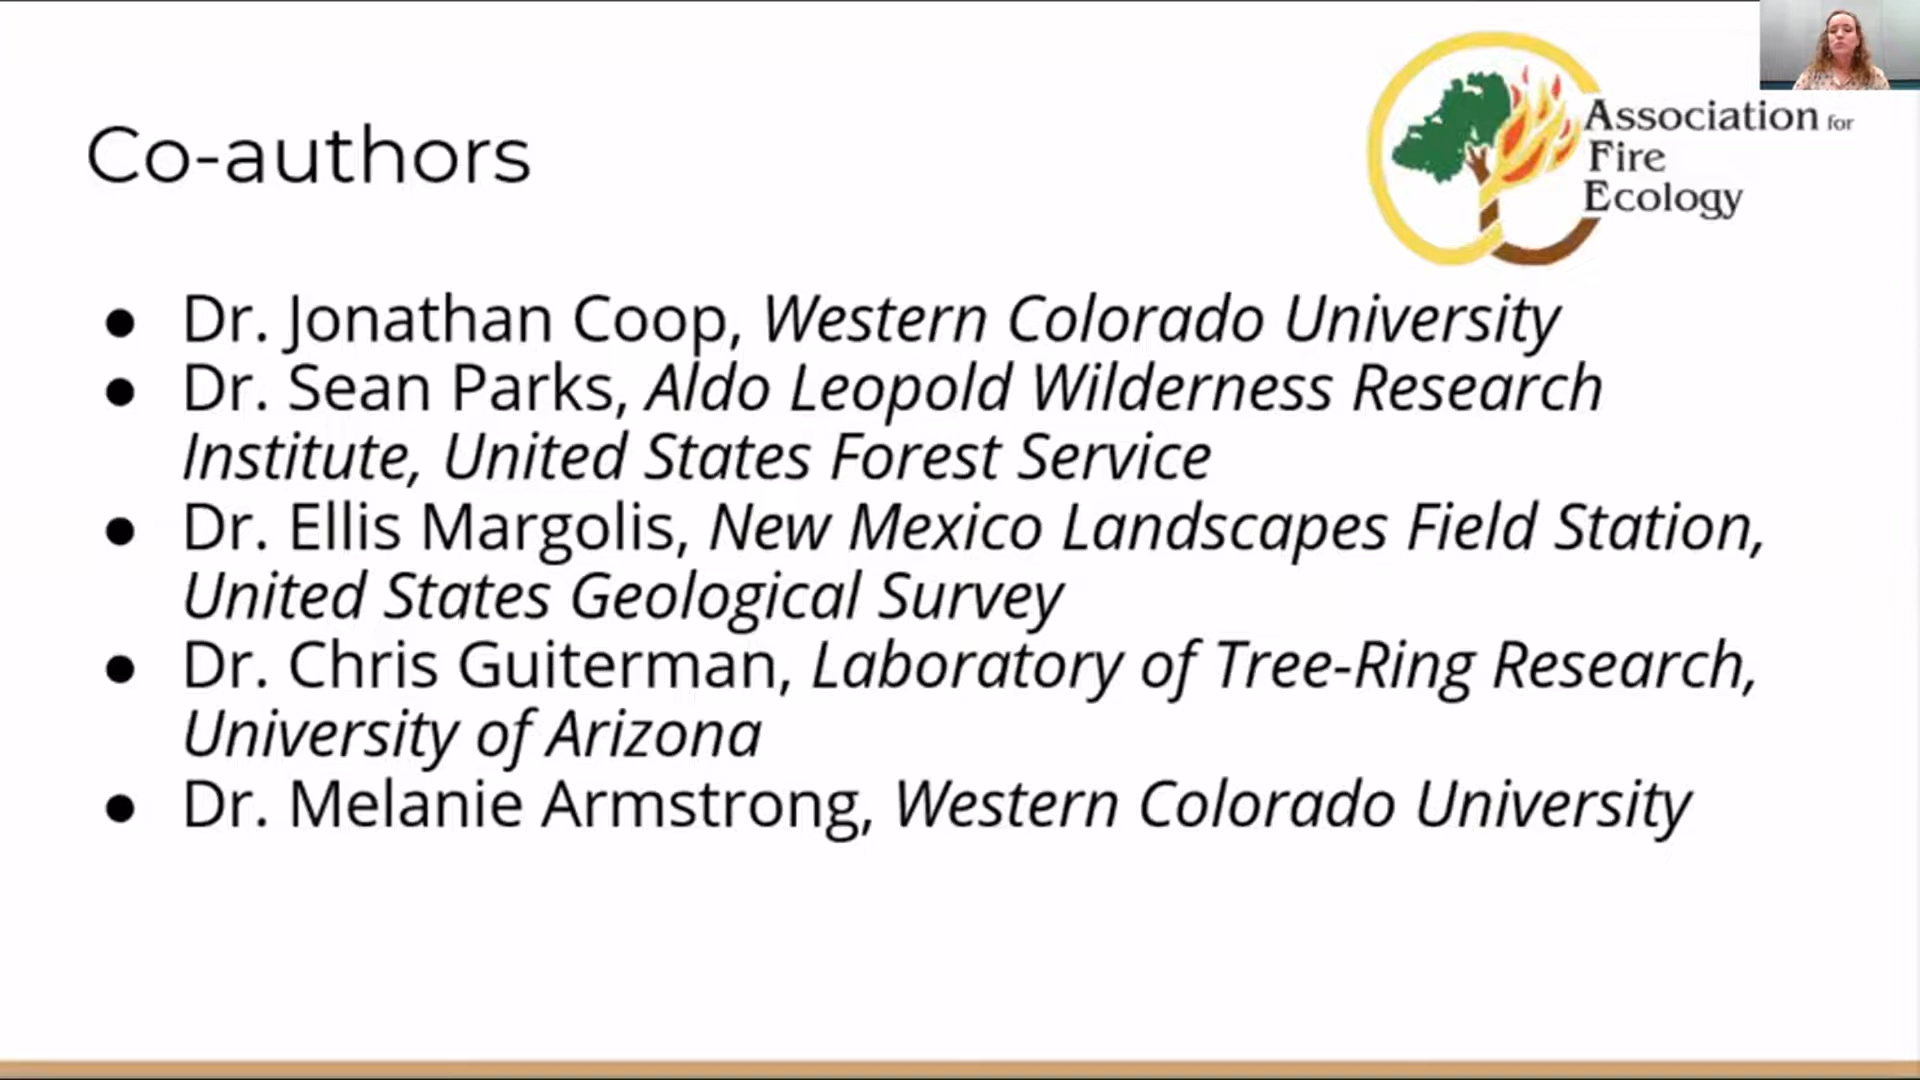 Co-authors
Association for
Fire
Ecology
● Dr. Jonathan Coop, Western Colorado University
● Dr. Sean Parks, Aldo Leopold Wilderness Research
Institute, United States Forest Service
● Dr. Ellis Margolis, New Mexico Landscapes Field Station,
United States Geological Survey
● Dr. Chris Guiterman, Laboratory of Tree-Ring Research,
University of Arizona
● Dr. Melanie Armstrong, Western Colorado University